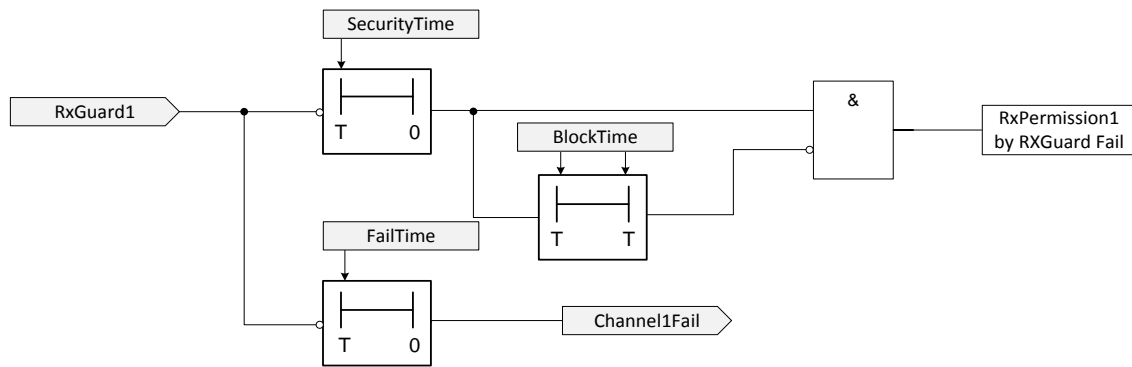 SecurityTime
RxGuard1
T 0
&
RxPermission1
by RXGuard Fail
BlockTime
T T
FailTime
T 0
Channel1Fail